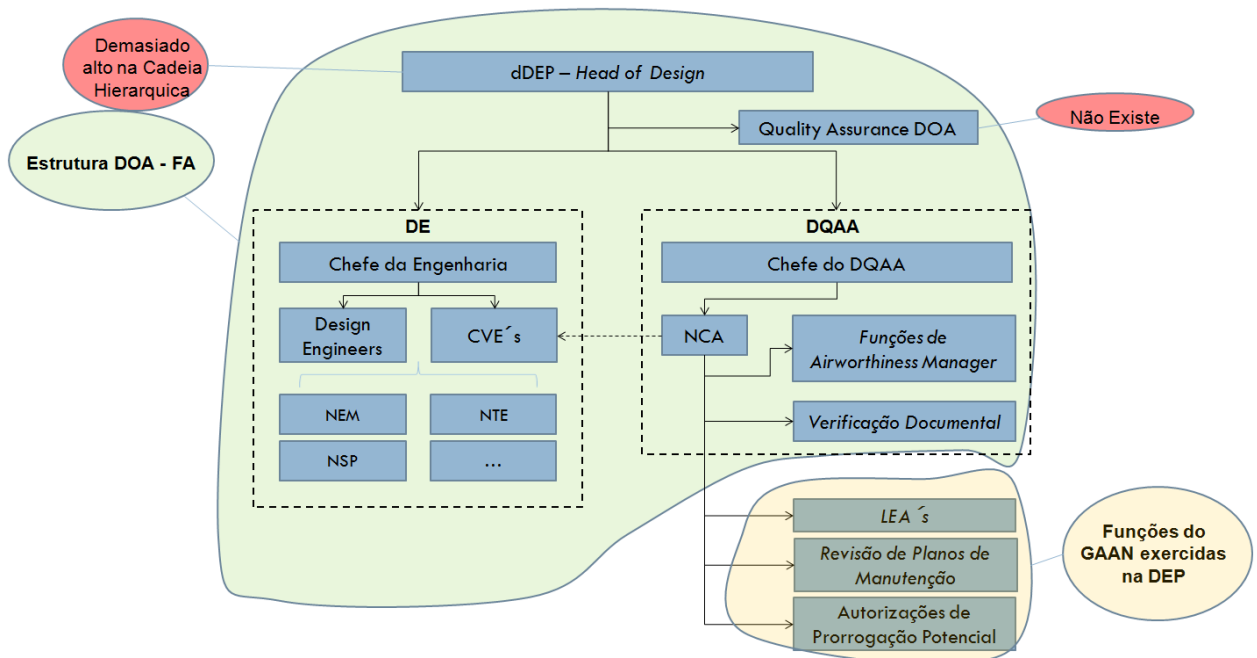 Demasiado
alto na Cadeia
Hierarquica
dDEP – Head of Design
Quality Assurance DOA
Não Existe
Estrutura DOA - FA
DE
DQAA
Chefe da Engenharia
Chefe do DQAA
Design
Engineers
CVE´s
NCA
Funções de
Airworthiness Manager
NEM
NTE
Verificação Documental
NSP
...
LEA ´s
Revisão de Planos de
Manutenção
Autorizações de
Prorrogação Potencial
Funções do
GAAN exercidas
na DEP